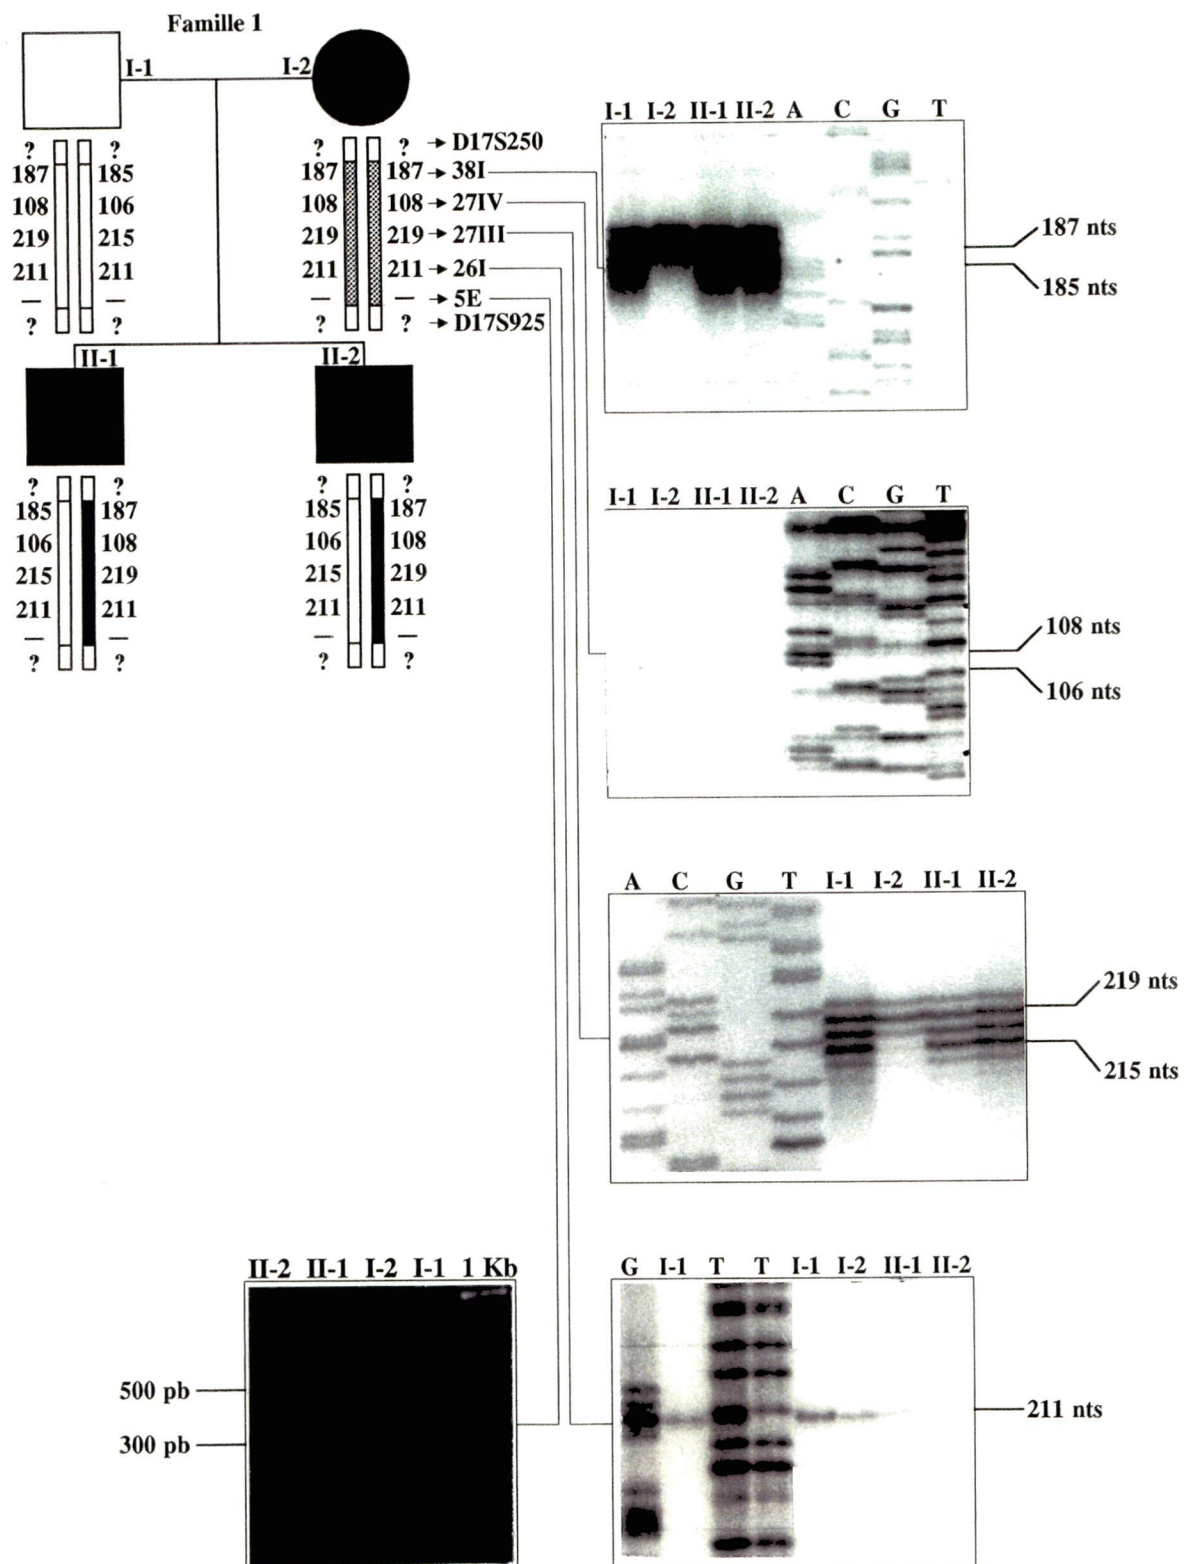 Famille 1
I-1 I-2
? ? ? ? → D17S250
187 185 187 187 → 38I
108 106 108 108 → 27IV
219 215 219 219 → 27III
211 211 211 211 → 26I
— — — — → 5E
? ? ? ? → D17S925
II-1 II-2
? ? ? ?
185 187 185 187
106 108 106 108
215 219 215 219
211 211 211 211
— — — —
? ? ? ?
I-1 I-2 II-1 II-2 A C G T
187 nts
185 nts
I-1 I-2 II-1 II-2 A C G T
108 nts
106 nts
A C G T I-1 I-2 II-1 II-2
219 nts
215 nts
II-2 II-1 I-2 I-1 1 Kb
500 pb
300 pb
G I-1 T T I-1 I-2 II-1 II-2
211 nts